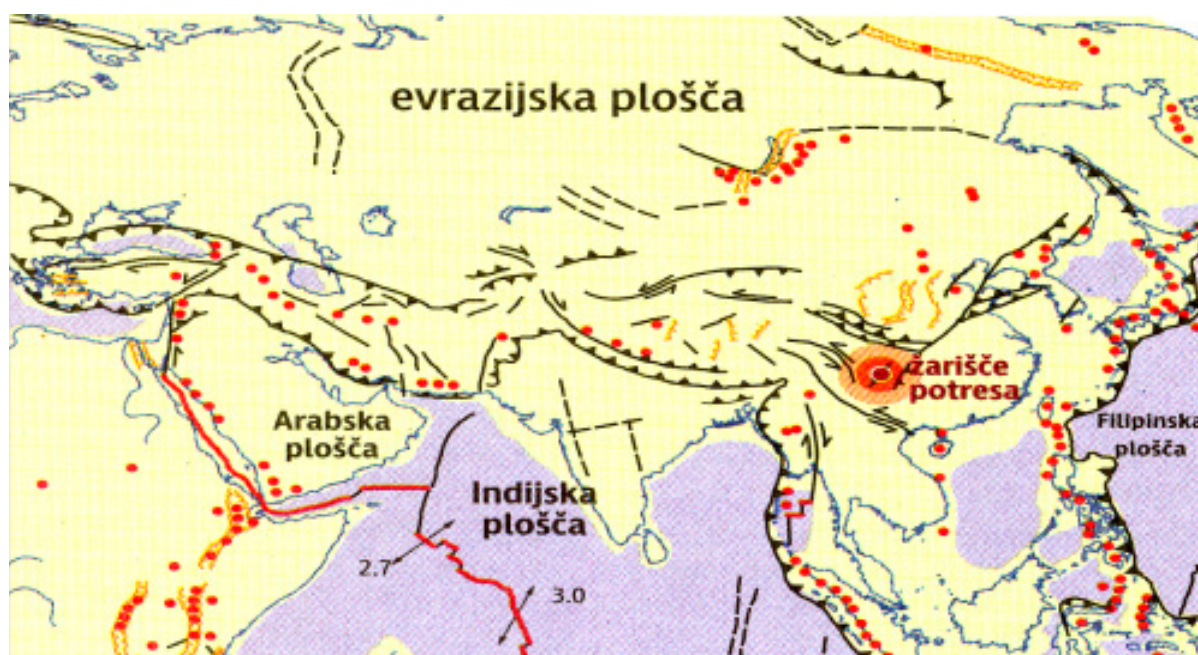 evrazijska plošča
žarišče
potresa
Arabska
plošča
Filipinska
plošča
Indijska
plošča
2.7
3.0